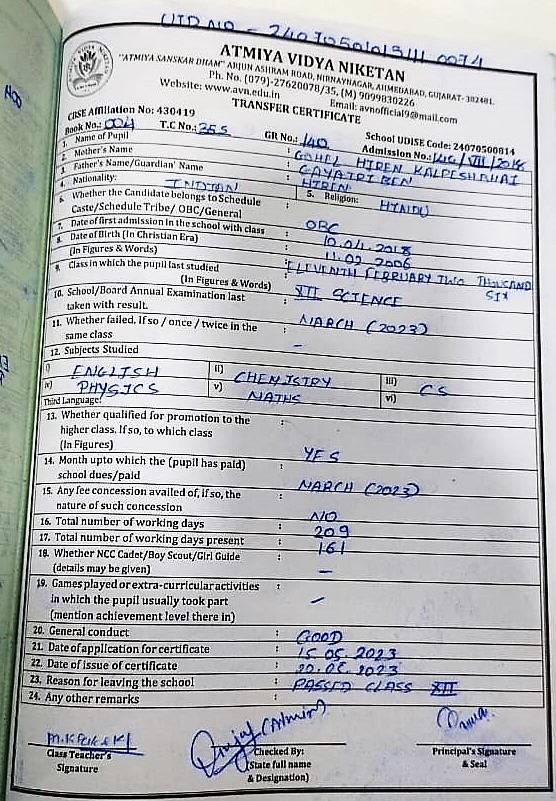 UID NO - 24070501013111 0074
ATMIYA VIDYA NIKETAN
"ATMIYA SANSKAR DHAM" ARJUN ASHRAM ROAD, NIRNAYNAGAR, AHMEDABAD, GUJARAT- 382481.
Ph. No. (079)-27620078/35, (M) 9099830226
Website: www.avn.edu.in Email: avnofficial9@mail.com
TRANSFER CERTIFICATE
CBSE Affiliation No: 430419 School UDISE Code: 24070500814
Book No.: 004 T.C No.: 355 GR No.: 140 Admission No.: 416/VIII/2018
1. Name of Pupil : GOHEL HIREN KALPESHBHAI
2. Mother's Name : GAYATRIBEN
3. Father's Name/Guardian' Name : HIREN
4. Nationality: INDIAN 5. Religion: HINDU
6. Whether the Candidate belongs to Schedule
Caste/Schedule Tribe/ OBC/General : OBC
7. Date of first admission in the school with class : 10.04.2018
8. Date of Birth (In Christian Era) : 11.02.2006
(In Figures & Words) ELEVENTH FEBRUARY TWO THOUSAND SIX
9. Class in which the pupil last studied
(In Figures & Words) : XII SCIENCE
10. School/Board Annual Examination last
taken with result. : MARCH (2023)
11. Whether failed. If so / once / twice in the
same class : -
12. Subjects Studied
i) ENGLISH ii) CHEMISTRY iii) CS
iv) PHYSICS v) MATHS vi)
Third Language:
13. Whether qualified for promotion to the
higher class. If so, to which class :
(In Figures) YES
14. Month upto which the (pupil has paid)
school dues/paid : MARCH (2023)
15. Any fee concession availed of, if so, the
nature of such concession : NO
16. Total number of working days : 209
17. Total number of working days present : 161
18. Whether NCC Cadet/Boy Scout/Girl Guide
(details may be given) : -
19. Games played or extra-curricular activities
in which the pupil usually took part : -
(mention achievement level there in)
20. General conduct : GOOD
21. Date of application for certificate : 15.05.2023
22. Date of issue of certificate : 2023
23. Reason for leaving the school : PASSED CLASS XII
24. Any other remarks :
(Admin)
Class Teacher's Checked By: Principal's Signature
Signature (State full name & Seal
& Designation)